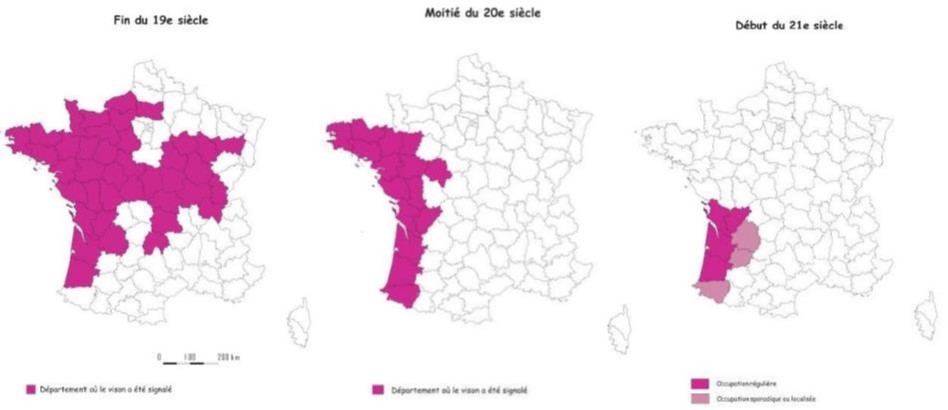 Fin du 19e siècle
Moitié du 20e siècle
Début du 21e siècle
0 100 200 km
Département où le vison a été signalé
Département où le vison a été signalé
Occupation régulière
Occupation sporadique ou localisée